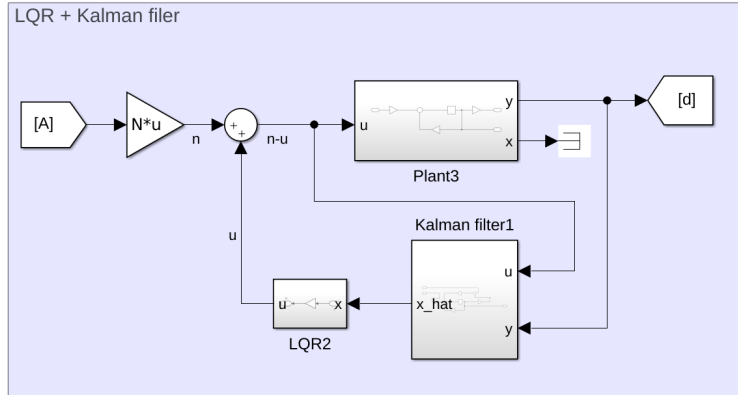 LQR + Kalman filer
[A]
N*u
n
+
+
n-u
u
y
x
Plant3
[d]
u
Kalman filter1
u
y
x_hat
u
x
LQR2